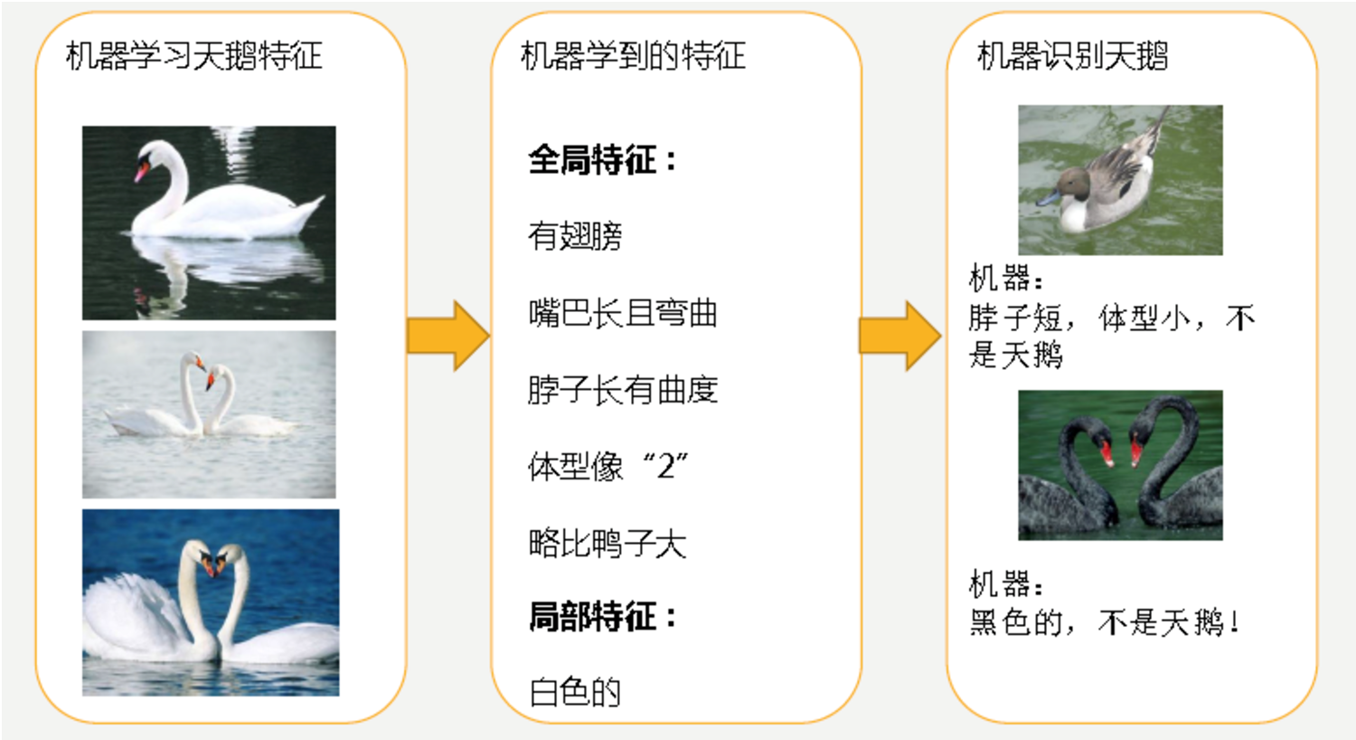 机器学习天鹅特征
机器学到的特征
全局特征：
有翅膀
嘴巴长且弯曲
脖子长有曲度
体型像“2”
略比鸭子大
局部特征：
白色的
机器识别天鹅
机器：
脖子短，体型小，不
是天鹅
机器：
黑色的，不是天鹅！